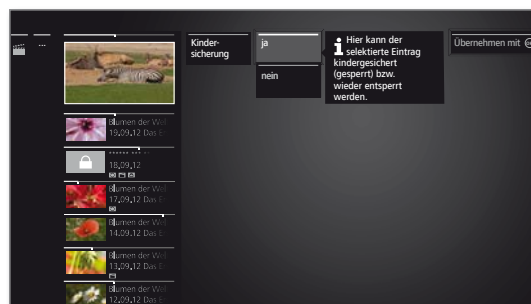 ...
Kinder-
sicherung
ja
nein
i Hier kann der
selektierte Eintrag
kindergesichert
(gesperrt) bzw.
wieder entsperrt
werden.
Übernehmen mit
Blumen der Wel
19.09.12 Das E
18.09.12
Blumen der Wel
17.09.12 Das E
Blumen der Wel
14.09.12 Das E
Blumen der Wel
13.09.12 Das E
Blumen der Wel
12.09.12 Das E